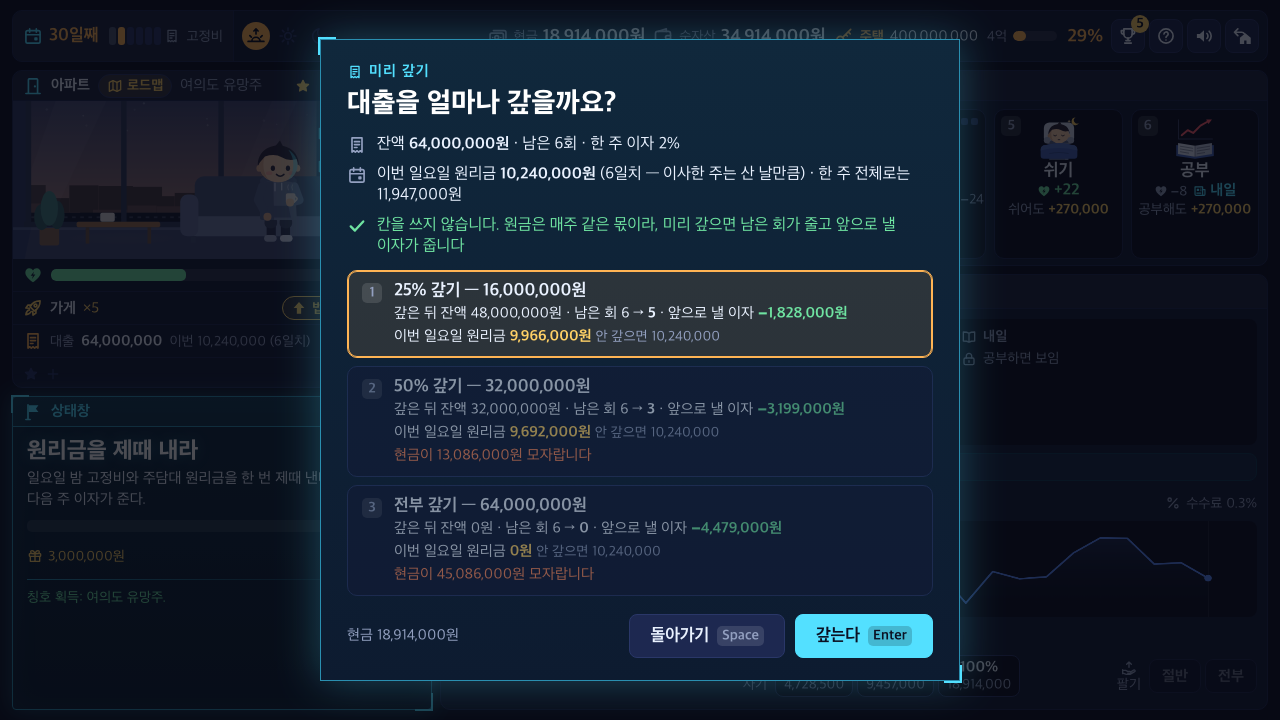 30일째
고정비
현금 18,914,000원
순자산 34,914,000원
주택 400,000,000
4억
29%
5
아파트
로드맵
여의도 유망주
미리 갚기
대출을 얼마나 갚을까요?
잔액 64,000,000원 · 남은 6회 · 한 주 이자 2%
이번 일요일 원리금 10,240,000원 (6일치 — 이사한 주는 산 날만큼) · 한 주 전체로는
11,947,000원
칸을 쓰지 않습니다. 원금은 매주 같은 몫이라, 미리 갚으면 남은 회가 줄고 앞으로 낼
이자가 줍니다
1
25% 갚기 — 16,000,000원
갚은 뒤 잔액 48,000,000원 · 남은 회 6 → 5 · 앞으로 낼 이자 −1,828,000원
이번 일요일 원리금 9,966,000원 안 갚으면 10,240,000
2
50% 갚기 — 32,000,000원
갚은 뒤 잔액 32,000,000원 · 남은 회 6 → 3 · 앞으로 낼 이자 −3,199,000원
이번 일요일 원리금 9,692,000원 안 갚으면 10,240,000
현금이 13,086,000원 모자랍니다
3
전부 갚기 — 64,000,000원
갚은 뒤 잔액 0원 · 남은 회 6 → 0 · 앞으로 낼 이자 −4,479,000원
이번 일요일 원리금 0원 안 갚으면 10,240,000
현금이 45,086,000원 모자랍니다
현금 18,914,000원
돌아가기 Space
갚는다 Enter
가게 ×5
대출 64,000,000 이번 10,240,000 (6일치)
상태창
원리금을 제때 내라
일요일 밤 고정비와 주담대 원리금을 한 번 제때
다음 주 이자가 준다.
3,000,000원
칭호 획득: 여의도 유망주.
−24
5
쉬기
+22
쉬어도 +270,000
6
공부
−8 내일
공부해도 +270,000
내일
공부하면 보임
수수료 0.3%
사기
4,728,500
9,457,000
100%
18,914,000
팔기
절반
전부